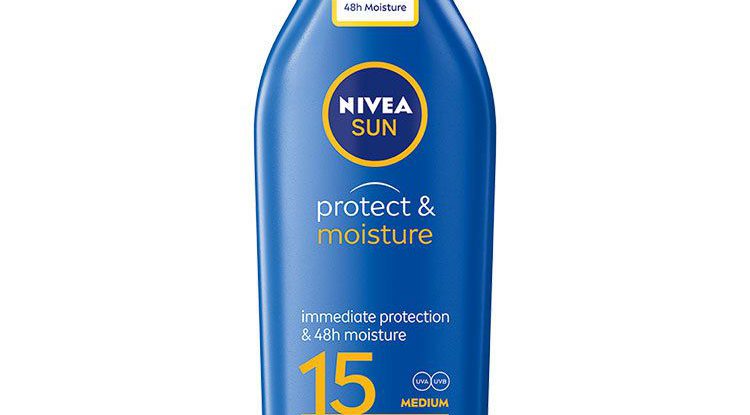 48h Moisture
NIVEA
SUN
protect &
moisture
immediate protection
& 48h moisture
15
UVA UVB
MEDIUM